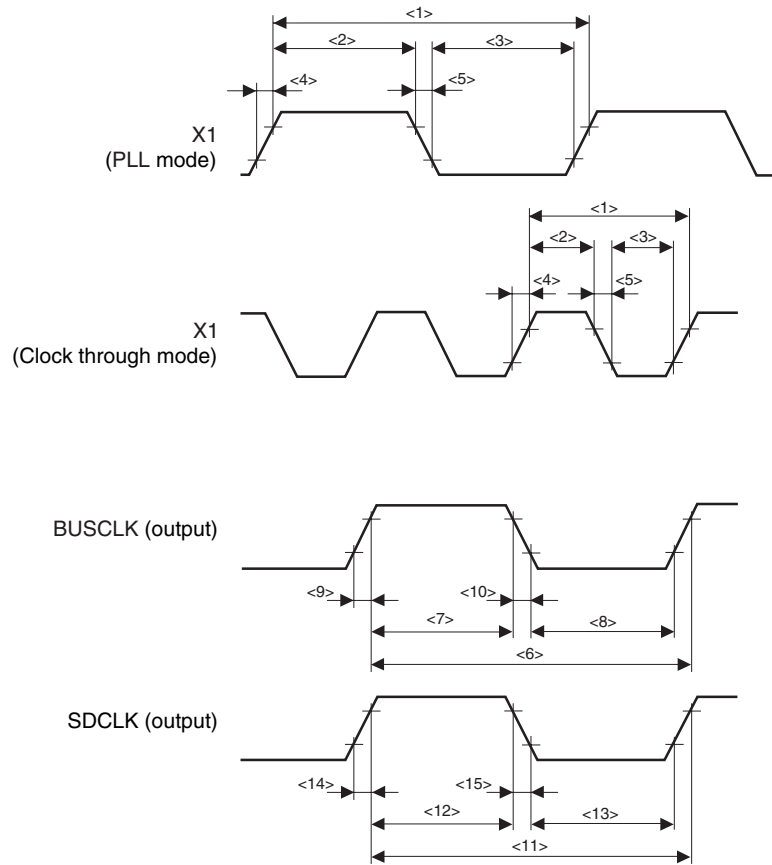 <1>
<2> <3>
<4> <5>
X1
(PLL mode)
<1>
<2> <3>
<4> <5>
X1
(Clock through mode)
BUSCLK (output)
<9> <10>
<7> <8>
<6>
SDCLK (output)
<14> <15>
<12> <13>
<11>